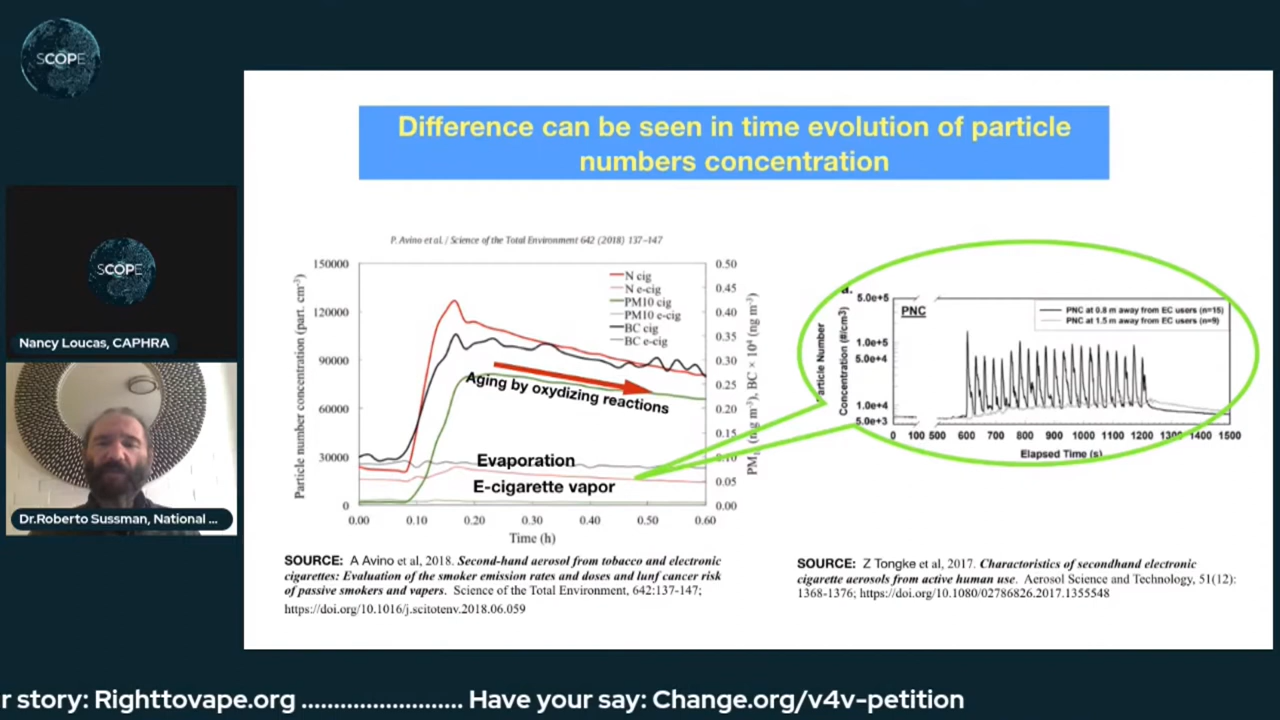 SCOPE
Difference can be seen in time evolution of particle
numbers concentration
SCOPE
Nancy Loucas, CAPHRA
Dr.Roberto Sussman, National ...
P. Avino et al. / Science of the Total Environment 642 (2018) 137–147
Particle number concentration (part. cm⁻³)
150000
120000
90000
60000
30000
0
0.50
0.45
0.40
0.35
0.30
0.25
0.20
0.15
0.10
0.05
0.00
N cig
N e-cig
PM10 cig
PM10 e-cig
BC cig
BC e-cig
Aging by oxydizing reactions
Evaporation
E-cigarette vapor
0.00 0.10 0.20 0.30 0.40 0.50 0.60
Time (h)
(mg m⁻³), BC × 10⁴ (ng m⁻³)
a.
PNC
PNC at 0.8 m away from EC users (n=15)
PNC at 1.5 m away from EC users (n=9)
Particle Number
Concentration (#/cm³)
5.0e+5
1.0e+5
5.0e+4
1.0e+4
5.0e+3
0 100 500 600 700 800 900 1000 1100 1200 1300 1400 1500
Elapsed Time (s)
SOURCE: A Avino et al, 2018. Second-hand aerosol from tobacco and electronic
cigarettes: Evaluation of the smoker emission rates and doses and lunf cancer risk
of passive smokers and vapers. Science of the Total Environment, 642:137-147;
https://doi.org/10.1016/j.scitotenv.2018.06.059
SOURCE: Z Tongke et al, 2017. Charactoristics of secondhand electronic
cigarette aerosols from active human use. Aerosol Science and Technology, 51(12):
1368-1376; https://doi.org/10.1080/02786826.2017.1355548
r story: Righttovape.org ......................... Have your say: Change.org/v4v-petition